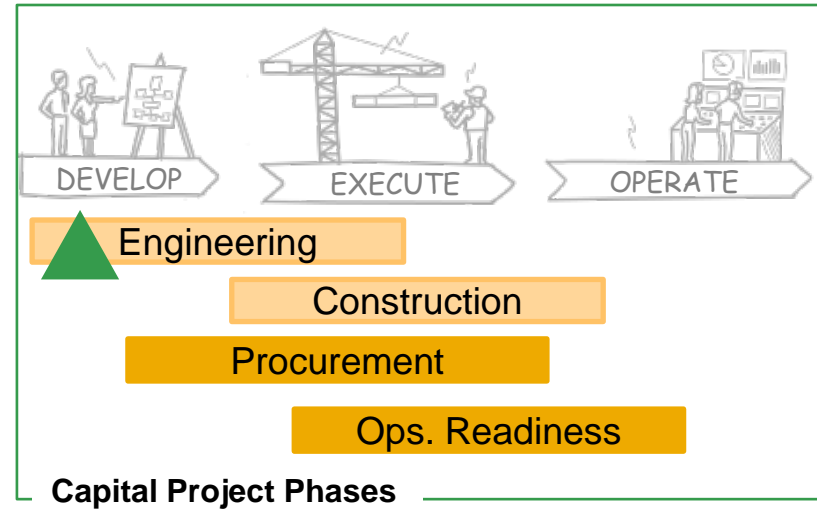 DEVELOP
EXECUTE
OPERATE
Engineering
Construction
Procurement
Ops. Readiness
Capital Project Phases